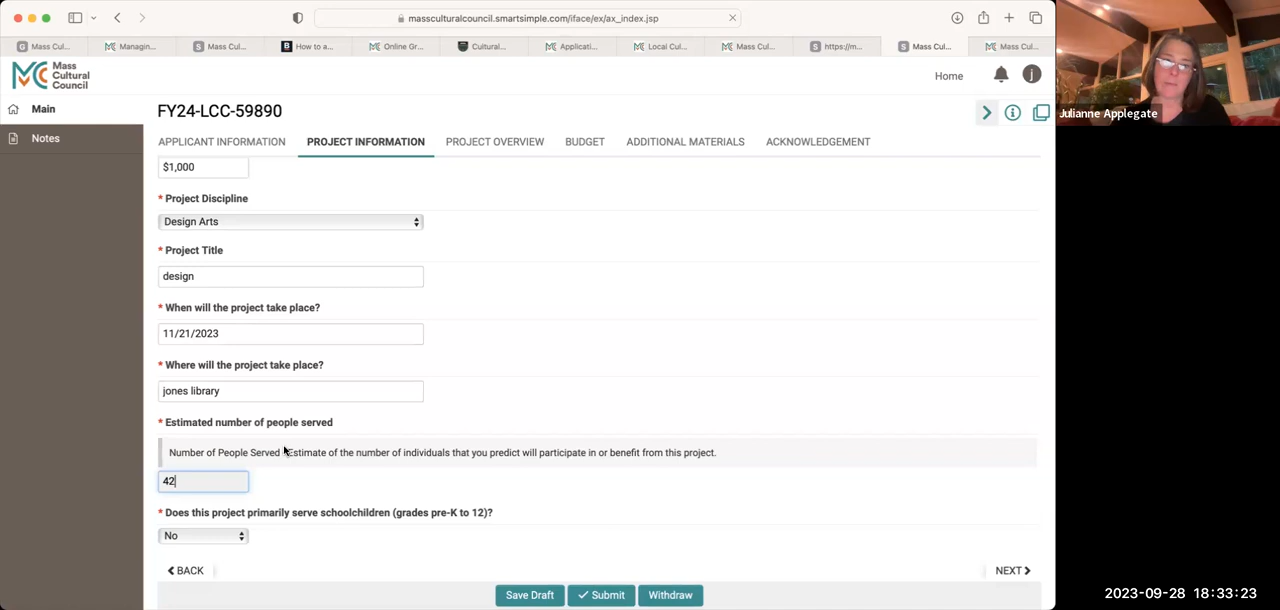 massculturalcouncil.smartsimple.com/iface/ex/ax_index.jsp
G Mass Cul...
Managin...
S Mass Cul...
B How to a...
Online Gr...
Cultural...
Applicati...
Local Cul...
Mass Cul...
S https://m...
S Mass Cul...
Mass Cul...
Mass
Cultural
Council
Home
j
Main
Notes
FY24-LCC-59890
APPLICANT INFORMATION
PROJECT INFORMATION
PROJECT OVERVIEW
BUDGET
ADDITIONAL MATERIALS
ACKNOWLEDGEMENT
$1,000
* Project Discipline
Design Arts
* Project Title
design
* When will the project take place?
11/21/2023
* Where will the project take place?
jones library
* Estimated number of people served
Number of People Served Estimate of the number of individuals that you predict will participate in or benefit from this project.
42
* Does this project primarily serve schoolchildren (grades pre-K to 12)?
No
BACK
NEXT
Save Draft
Submit
Withdraw
Julianne Applegate
2023-09-28 18:33:23